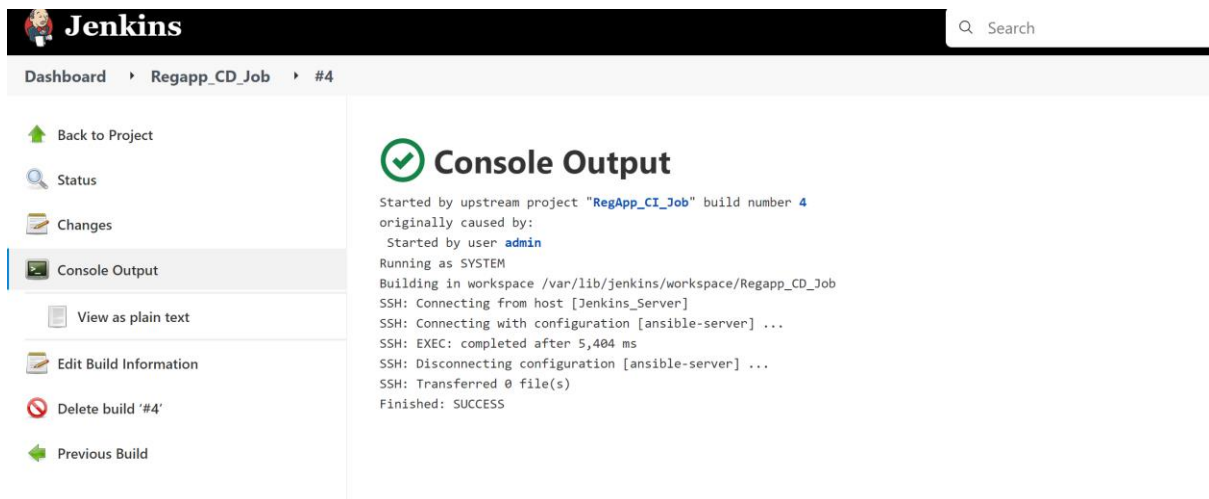 Jenkins
Search
Dashboard Regapp_CD_Job #4
Back to Project
Status
Changes
Console Output
View as plain text
Edit Build Information
Delete build ‘#4’
Previous Build
Console Output
Started by upstream project "RegApp_CI_Job" build number 4
originally caused by:
Started by user admin
Running as SYSTEM
Building in workspace /var/lib/jenkins/workspace/Regapp_CD_Job
SSH: Connecting from host [Jenkins_Server]
SSH: Connecting with configuration [ansible-server] ...
SSH: EXEC: completed after 5,404 ms
SSH: Disconnecting configuration [ansible-server] ...
SSH: Transferred 0 file(s)
Finished: SUCCESS